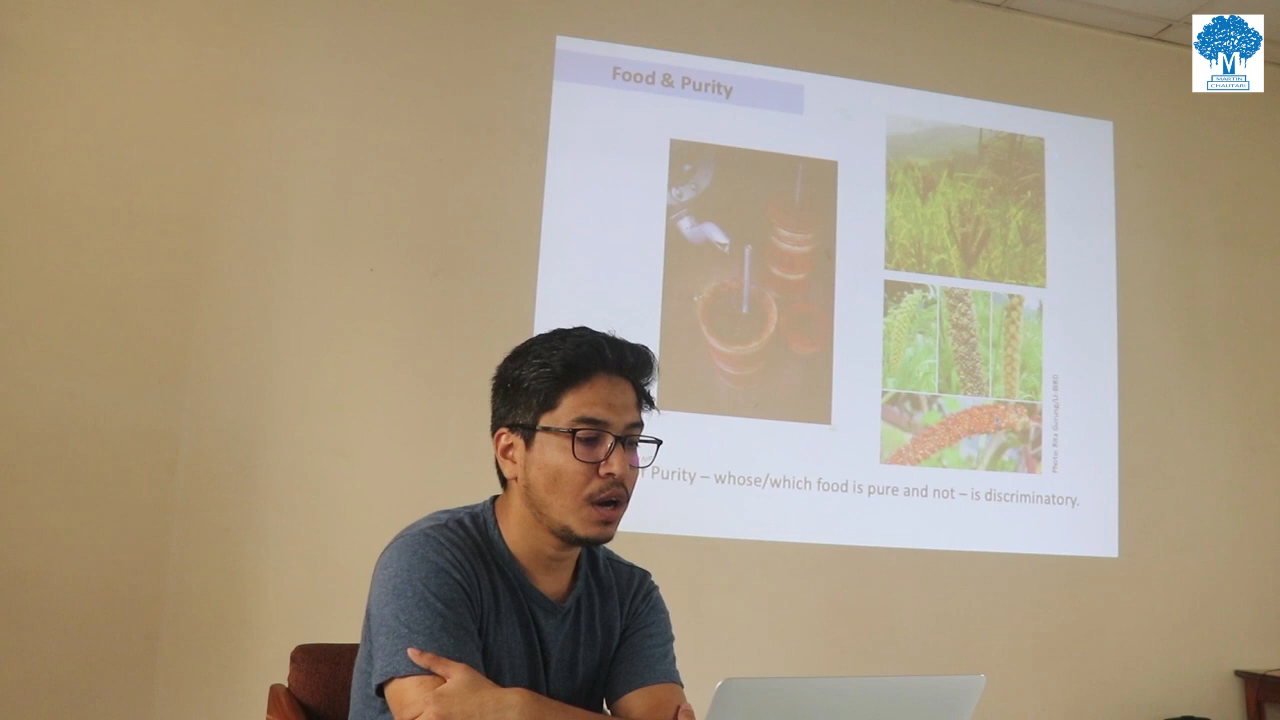 Food & Purity
Purity – whose/which food is pure and not – is discriminatory.
MARTIN
CHAUTARI